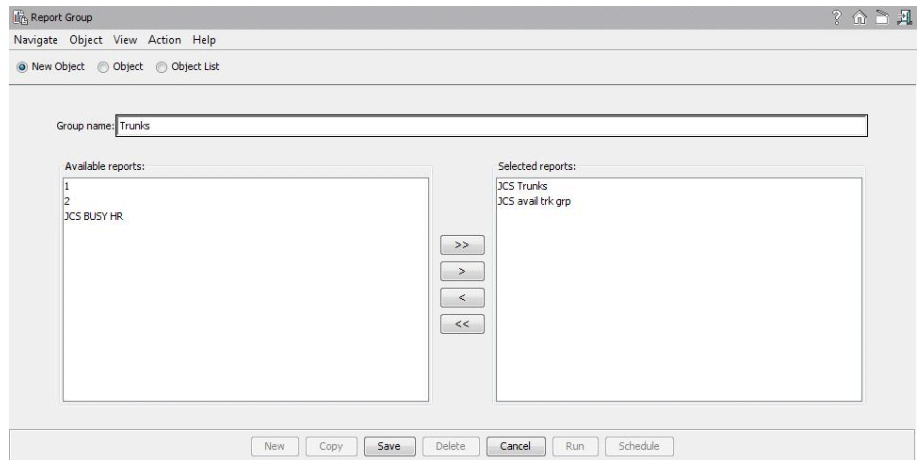 Report Group
?
Navigate Object View Action Help
New Object Object Object List
Group name: Trunks
Available reports:
1
2
JCS BUSY HR
>>
>
<
<<
Selected reports:
JCS Trunks
JCS avail trk grp
New Copy Save Delete Cancel Run Schedule